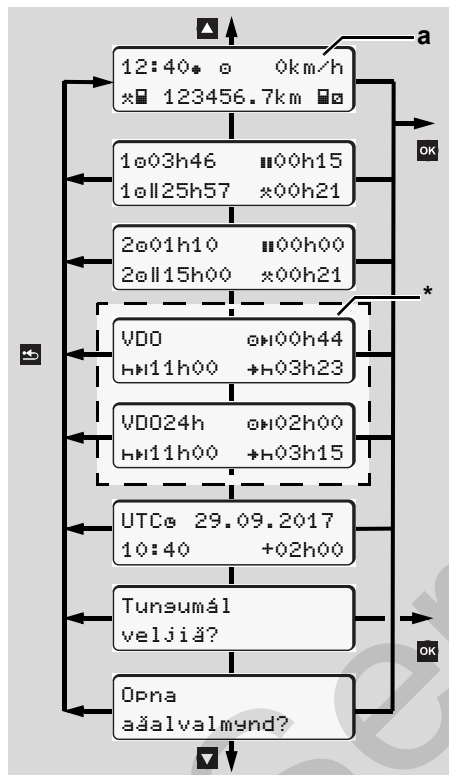 a
12:40 0km/h
123456.7km
OK
1 03h46 00h15
1 25h57 00h21
2 01h10 00h00
2 15h00 00h21
*
VDO 00h44
11h00 03h23
VDO24h 02h00
11h00 03h15
UTC 29.09.2017
10:40 +02h00
Tungumál
veljið?
OK
Opna
aðalvalmynd?